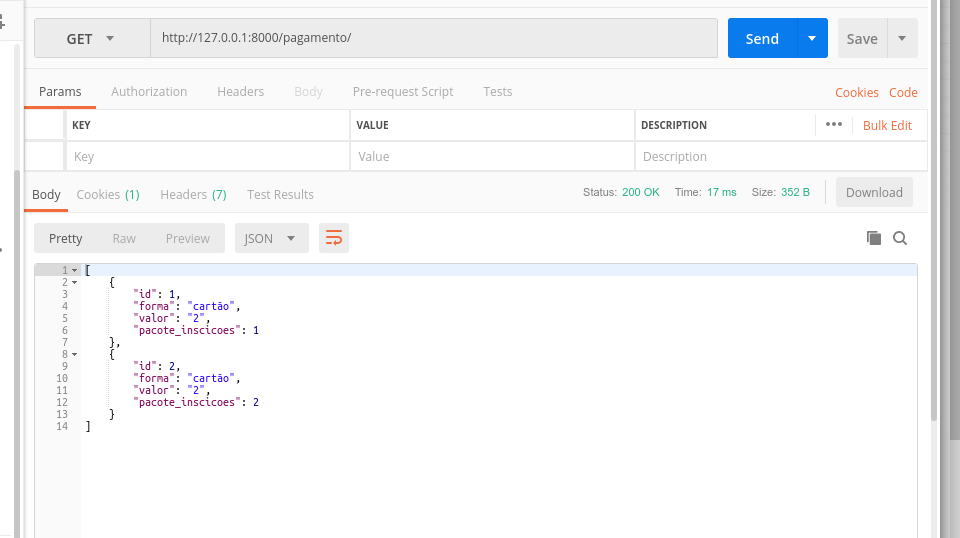 GET http://127.0.0.1:8000/pagamento/ Send Save
Params Authorization Headers Body Pre-request Script Tests Cookies Code
KEY VALUE DESCRIPTION ••• Bulk Edit
Key Value Description
Body Cookies (1) Headers (7) Test Results Status: 200 OK Time: 17 ms Size: 352 B Download
Pretty Raw Preview JSON
1 [
2 {
3 "id": 1,
4 "forma": "cartão",
5 "valor": "2",
6 "pacote_inscicoes": 1
7 },
8 {
9 "id": 2,
10 "forma": "cartão",
11 "valor": "2",
12 "pacote_inscicoes": 2
13 }
14 ]